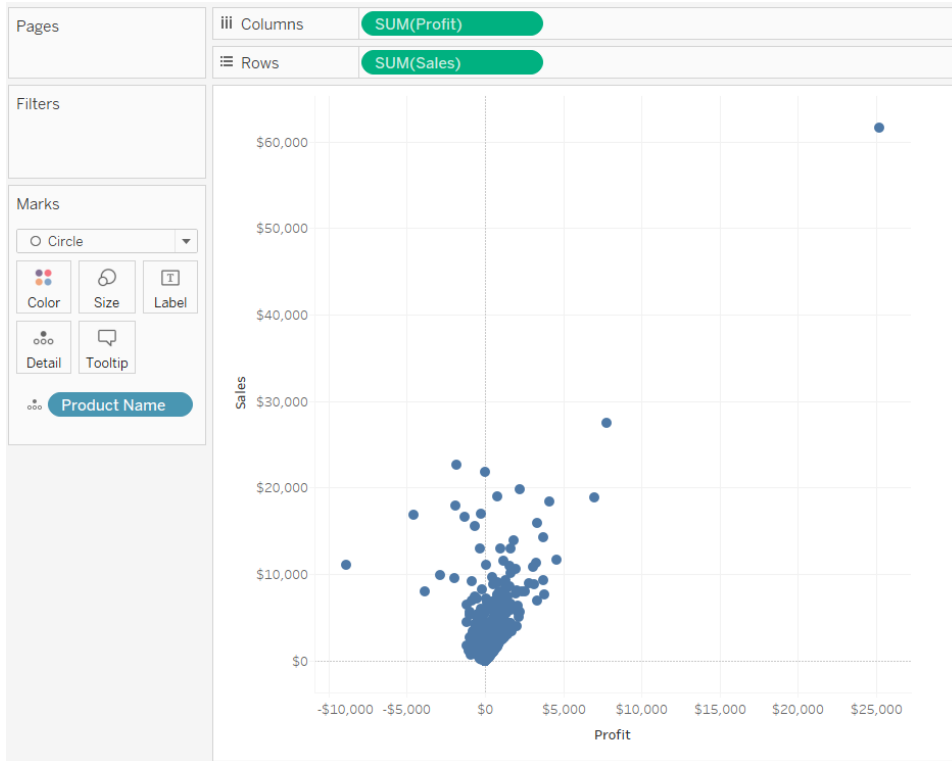 Pages
Columns SUM(Profit)
Rows SUM(Sales)
Filters
Marks
Circle
Color Size Label
Detail Tooltip
Product Name
Sales
$60,000
$50,000
$40,000
$30,000
$20,000
$10,000
$0
-$10,000 -$5,000 $0 $5,000 $10,000 $15,000 $20,000 $25,000
Profit